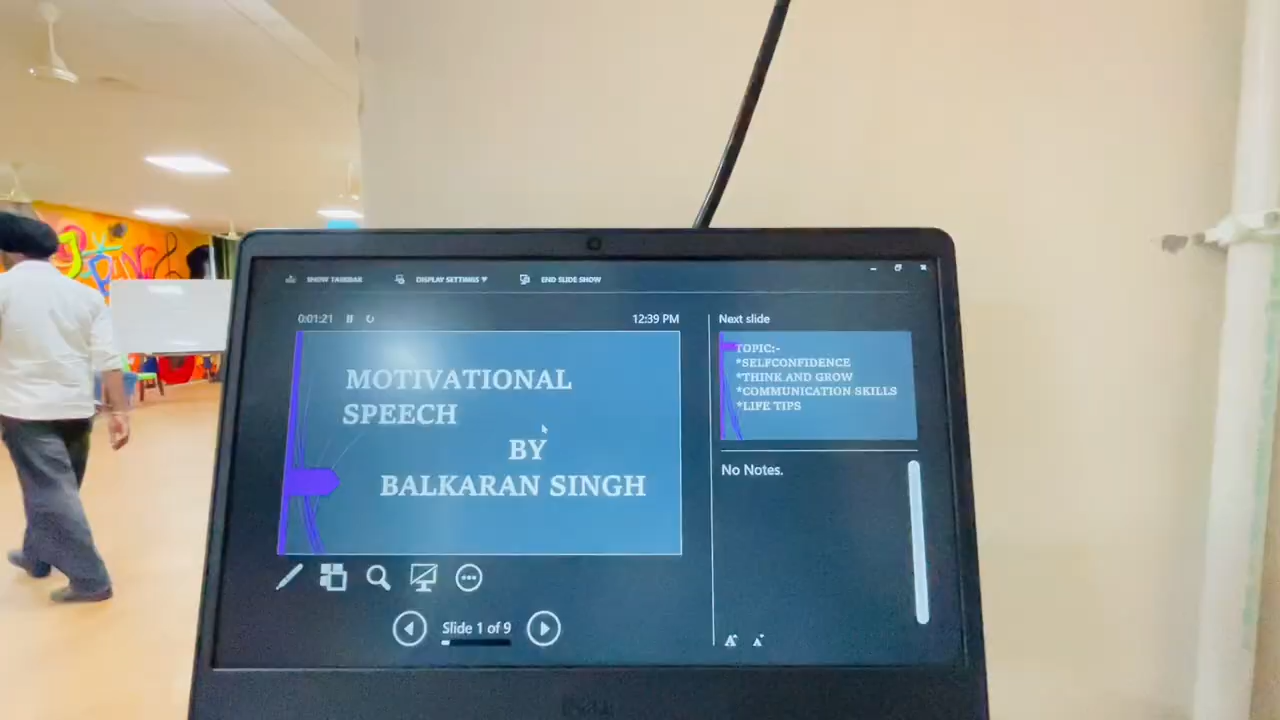 SHOW TASKBAR
DISPLAY SETTINGS ▼
END SLIDE SHOW
0:01:21
12:39 PM
MOTIVATIONAL
SPEECH
BY
BALKARAN SINGH
Next slide
TOPIC:-
*SELFCONFIDENCE
*THINK AND GROW
*COMMUNICATION SKILLS
*LIFE TIPS
No Notes.
Slide 1 of 9
A A
DELL